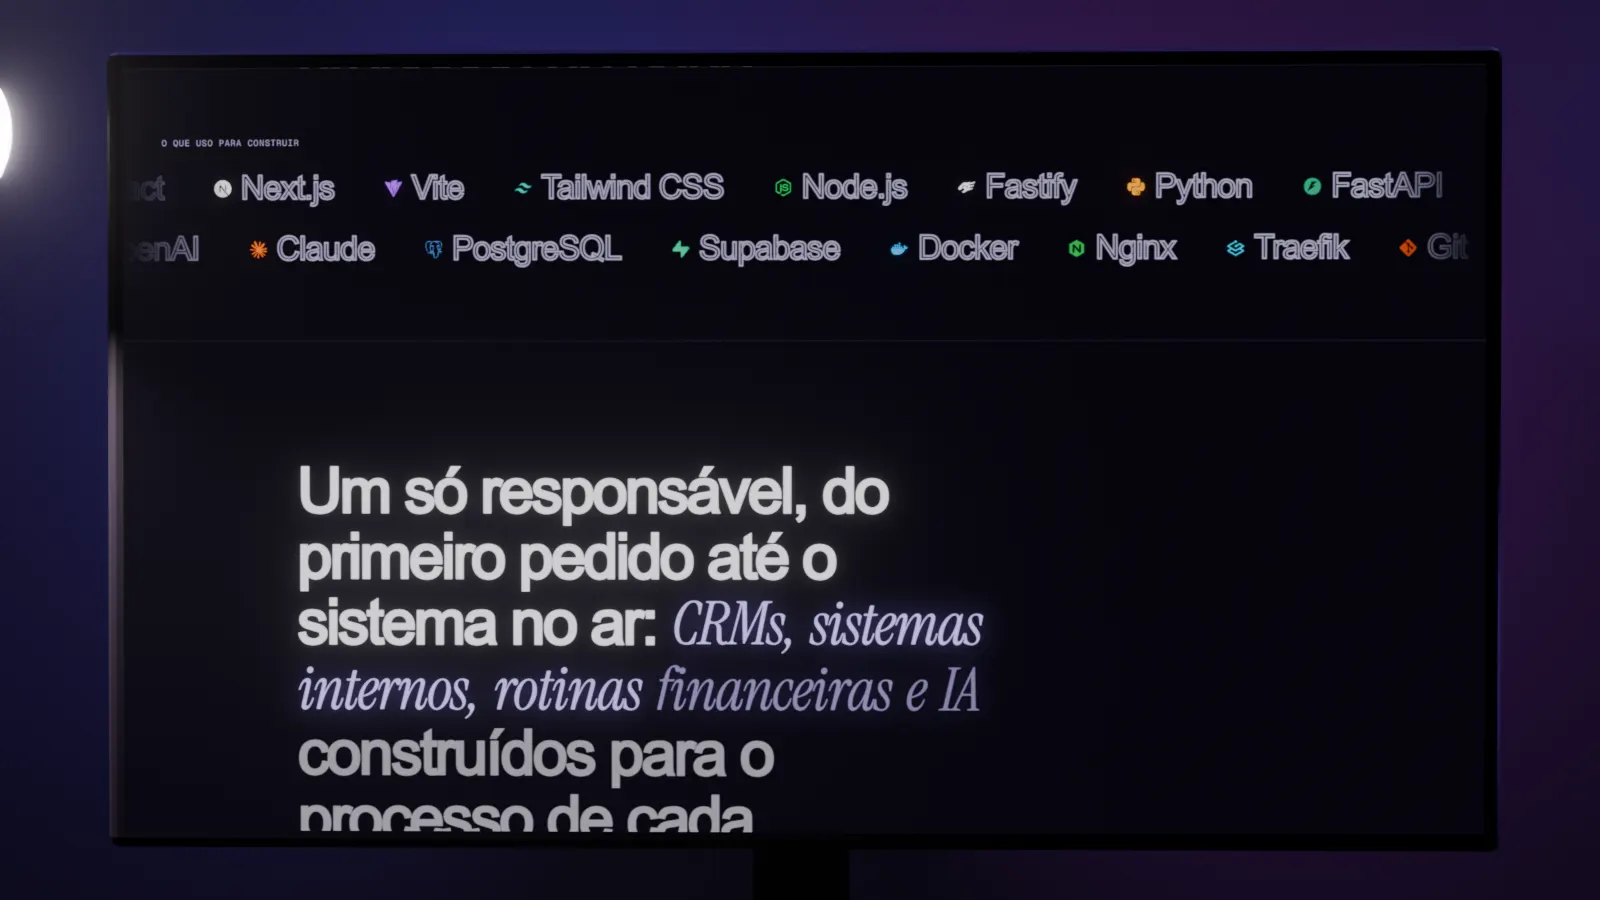 O QUE USO PARA CONSTRUIR
Next.js Vite Tailwind CSS Node.js Fastify Python FastAPI
Claude PostgreSQL Supabase Docker Nginx Traefik Git
Um só responsável, do
primeiro pedido até o
sistema no ar: CRMs, sistemas
internos, rotinas financeiras e IA
construídos para o
processo de cada